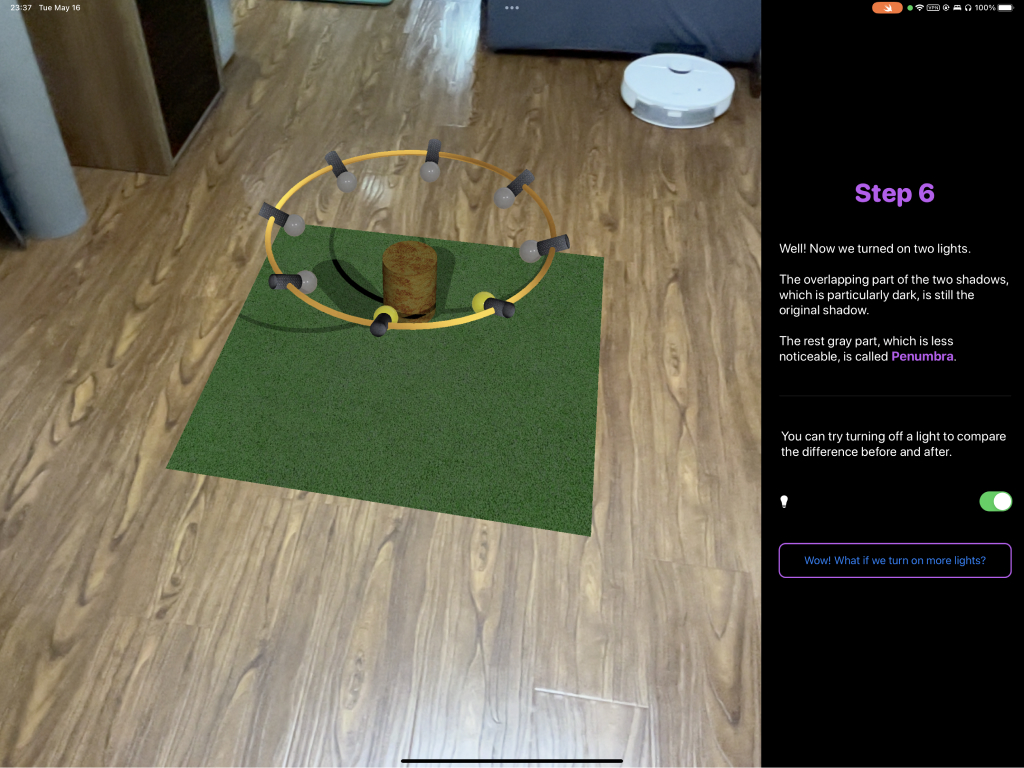 23:37 Tue May 16
VPN 100%
Step 6
Well! Now we turned on two lights.
The overlapping part of the two shadows,
which is particularly dark, is still the
original shadow.
The rest gray part, which is less
noticeable, is called Penumbra.
You can try turning off a light to compare
the difference before and after.
Wow! What if we turn on more lights?